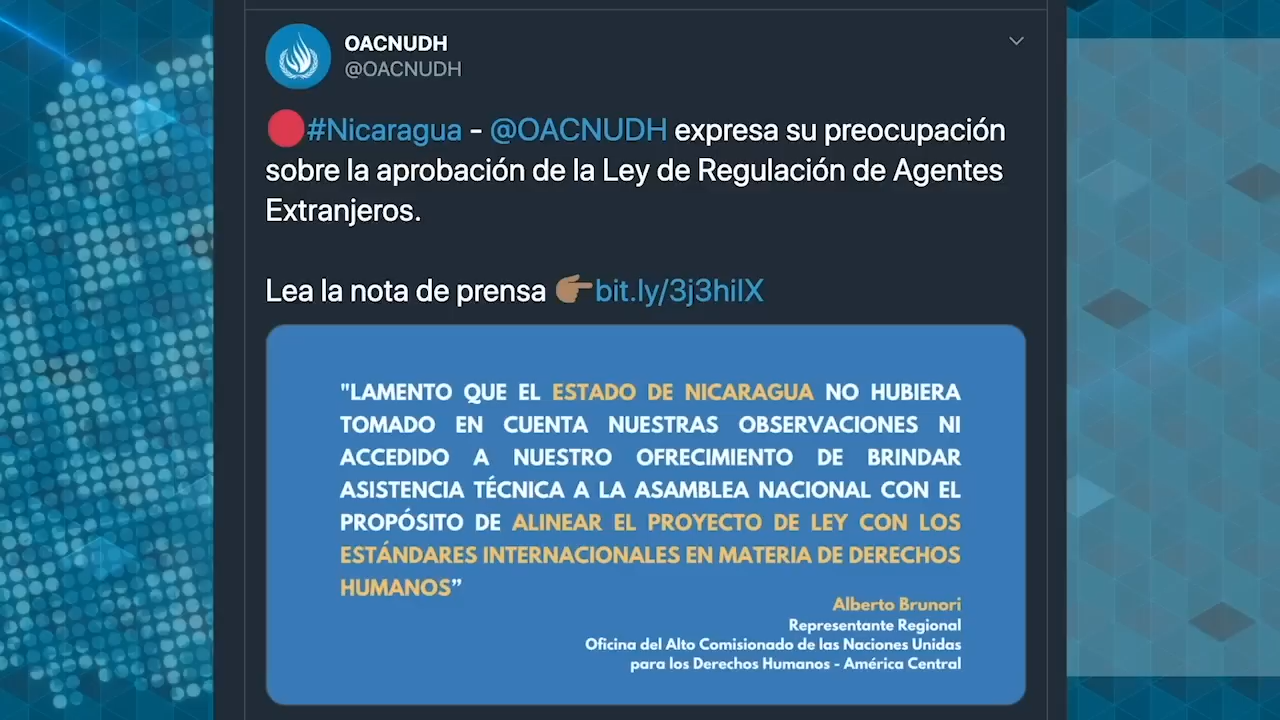 OACNUDH
@OACNUDH
#Nicaragua - @OACNUDH expresa su preocupación
sobre la aprobación de la Ley de Regulación de Agentes
Extranjeros.
Lea la nota de prensa bit.ly/3j3hilX
"LAMENTO QUE EL ESTADO DE NICARAGUA NO HUBIERA
TOMADO EN CUENTA NUESTRAS OBSERVACIONES NI
ACCEDIDO A NUESTRO OFRECIMIENTO DE BRINDAR
ASISTENCIA TÉCNICA A LA ASAMBLEA NACIONAL CON EL
PROPÓSITO DE ALINEAR EL PROYECTO DE LEY CON LOS
ESTÁNDARES INTERNACIONALES EN MATERIA DE DERECHOS
HUMANOS”
Alberto Brunori
Representante Regional
Oficina del Alto Comisionado de las Naciones Unidas
para los Derechos Humanos - América Central